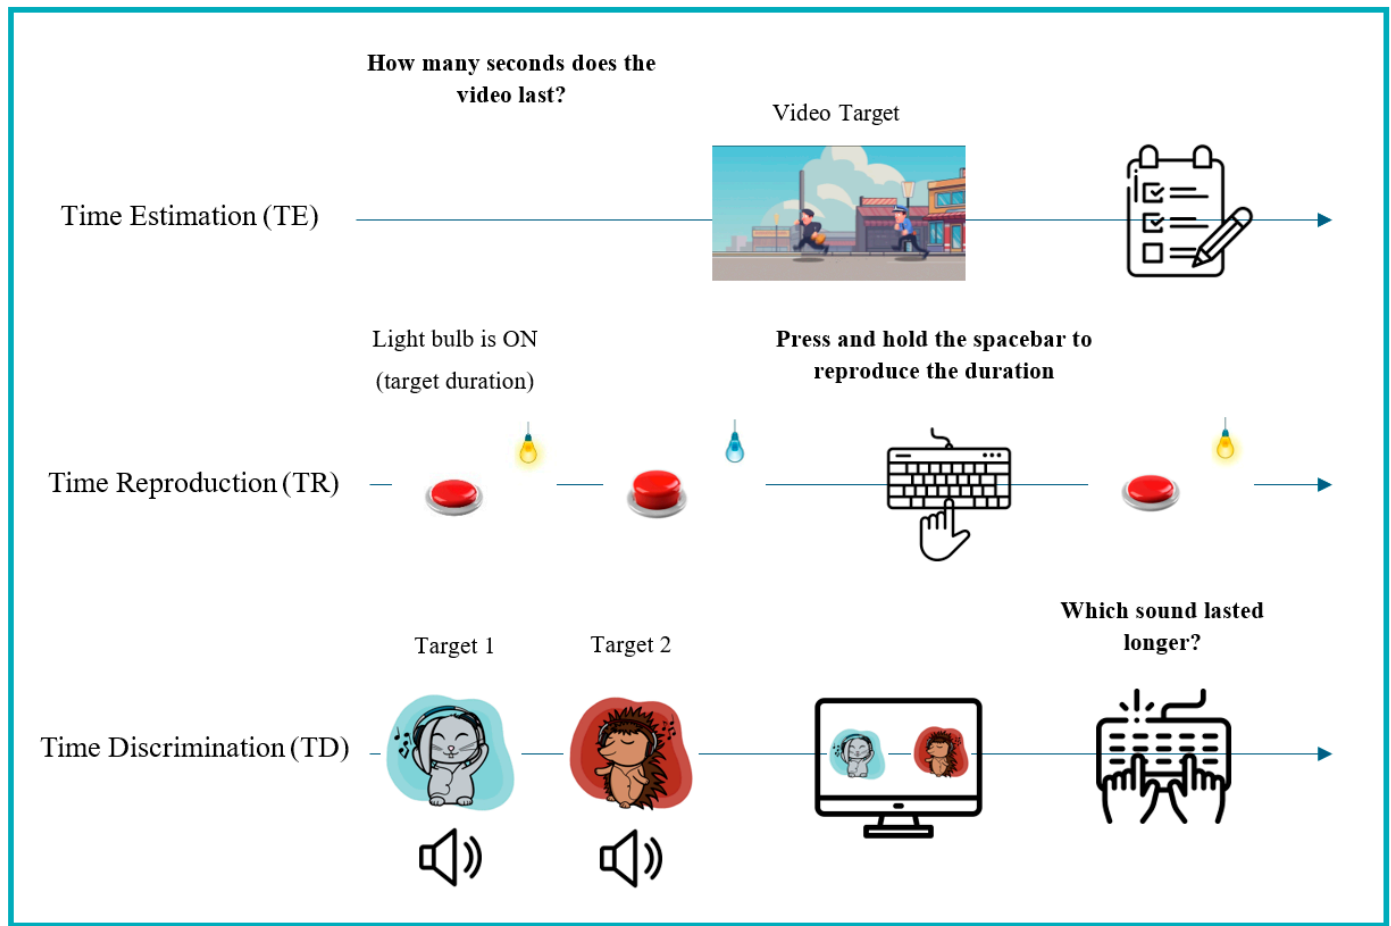 How many seconds does the
video last?
Video Target
Time Estimation (TE)
Light bulb is ON
(target duration)
Press and hold the spacebar to
reproduce the duration
Time Reproduction (TR)
Which sound lasted
longer?
Target 1
Target 2
Time Discrimination (TD)